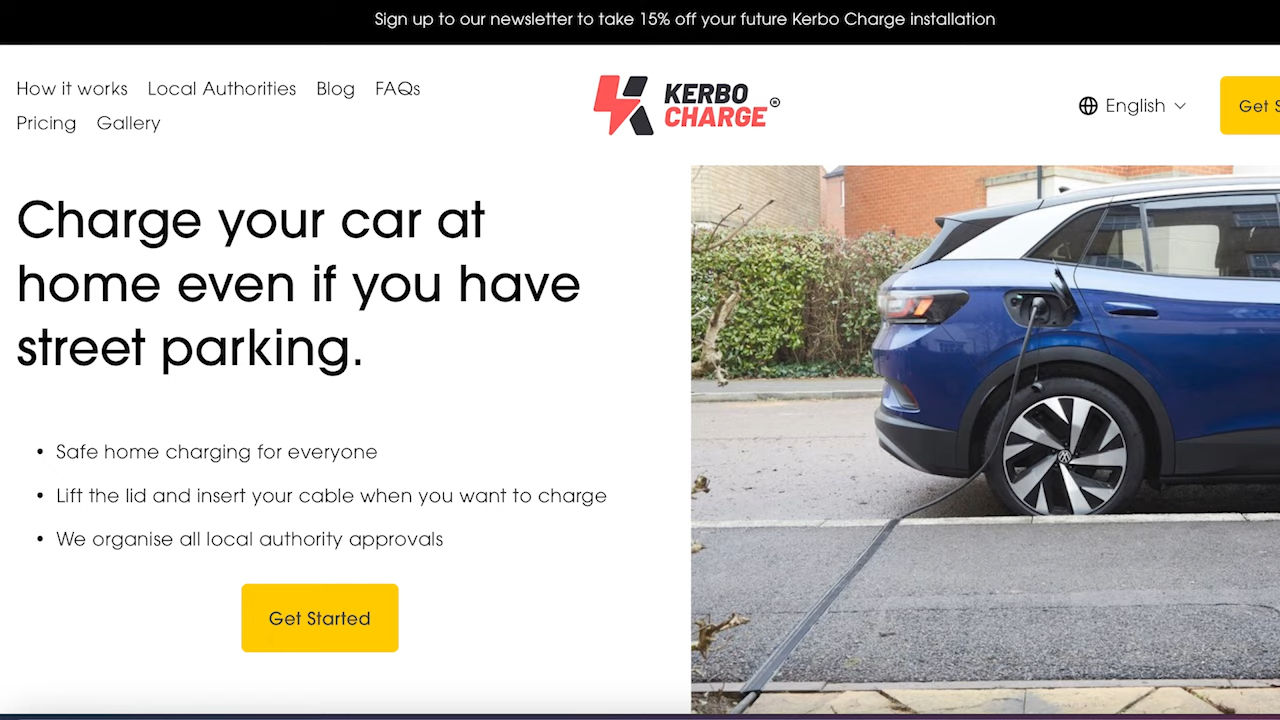 Sign up to our newsletter to take 15% off your future Kerbo Charge installation
How it works Local Authorities Blog FAQs
Pricing Gallery
KERBO
CHARGE®
English
Get
Charge your car at
home even if you have
street parking.
• Safe home charging for everyone
• Lift the lid and insert your cable when you want to charge
• We organise all local authority approvals
Get Started